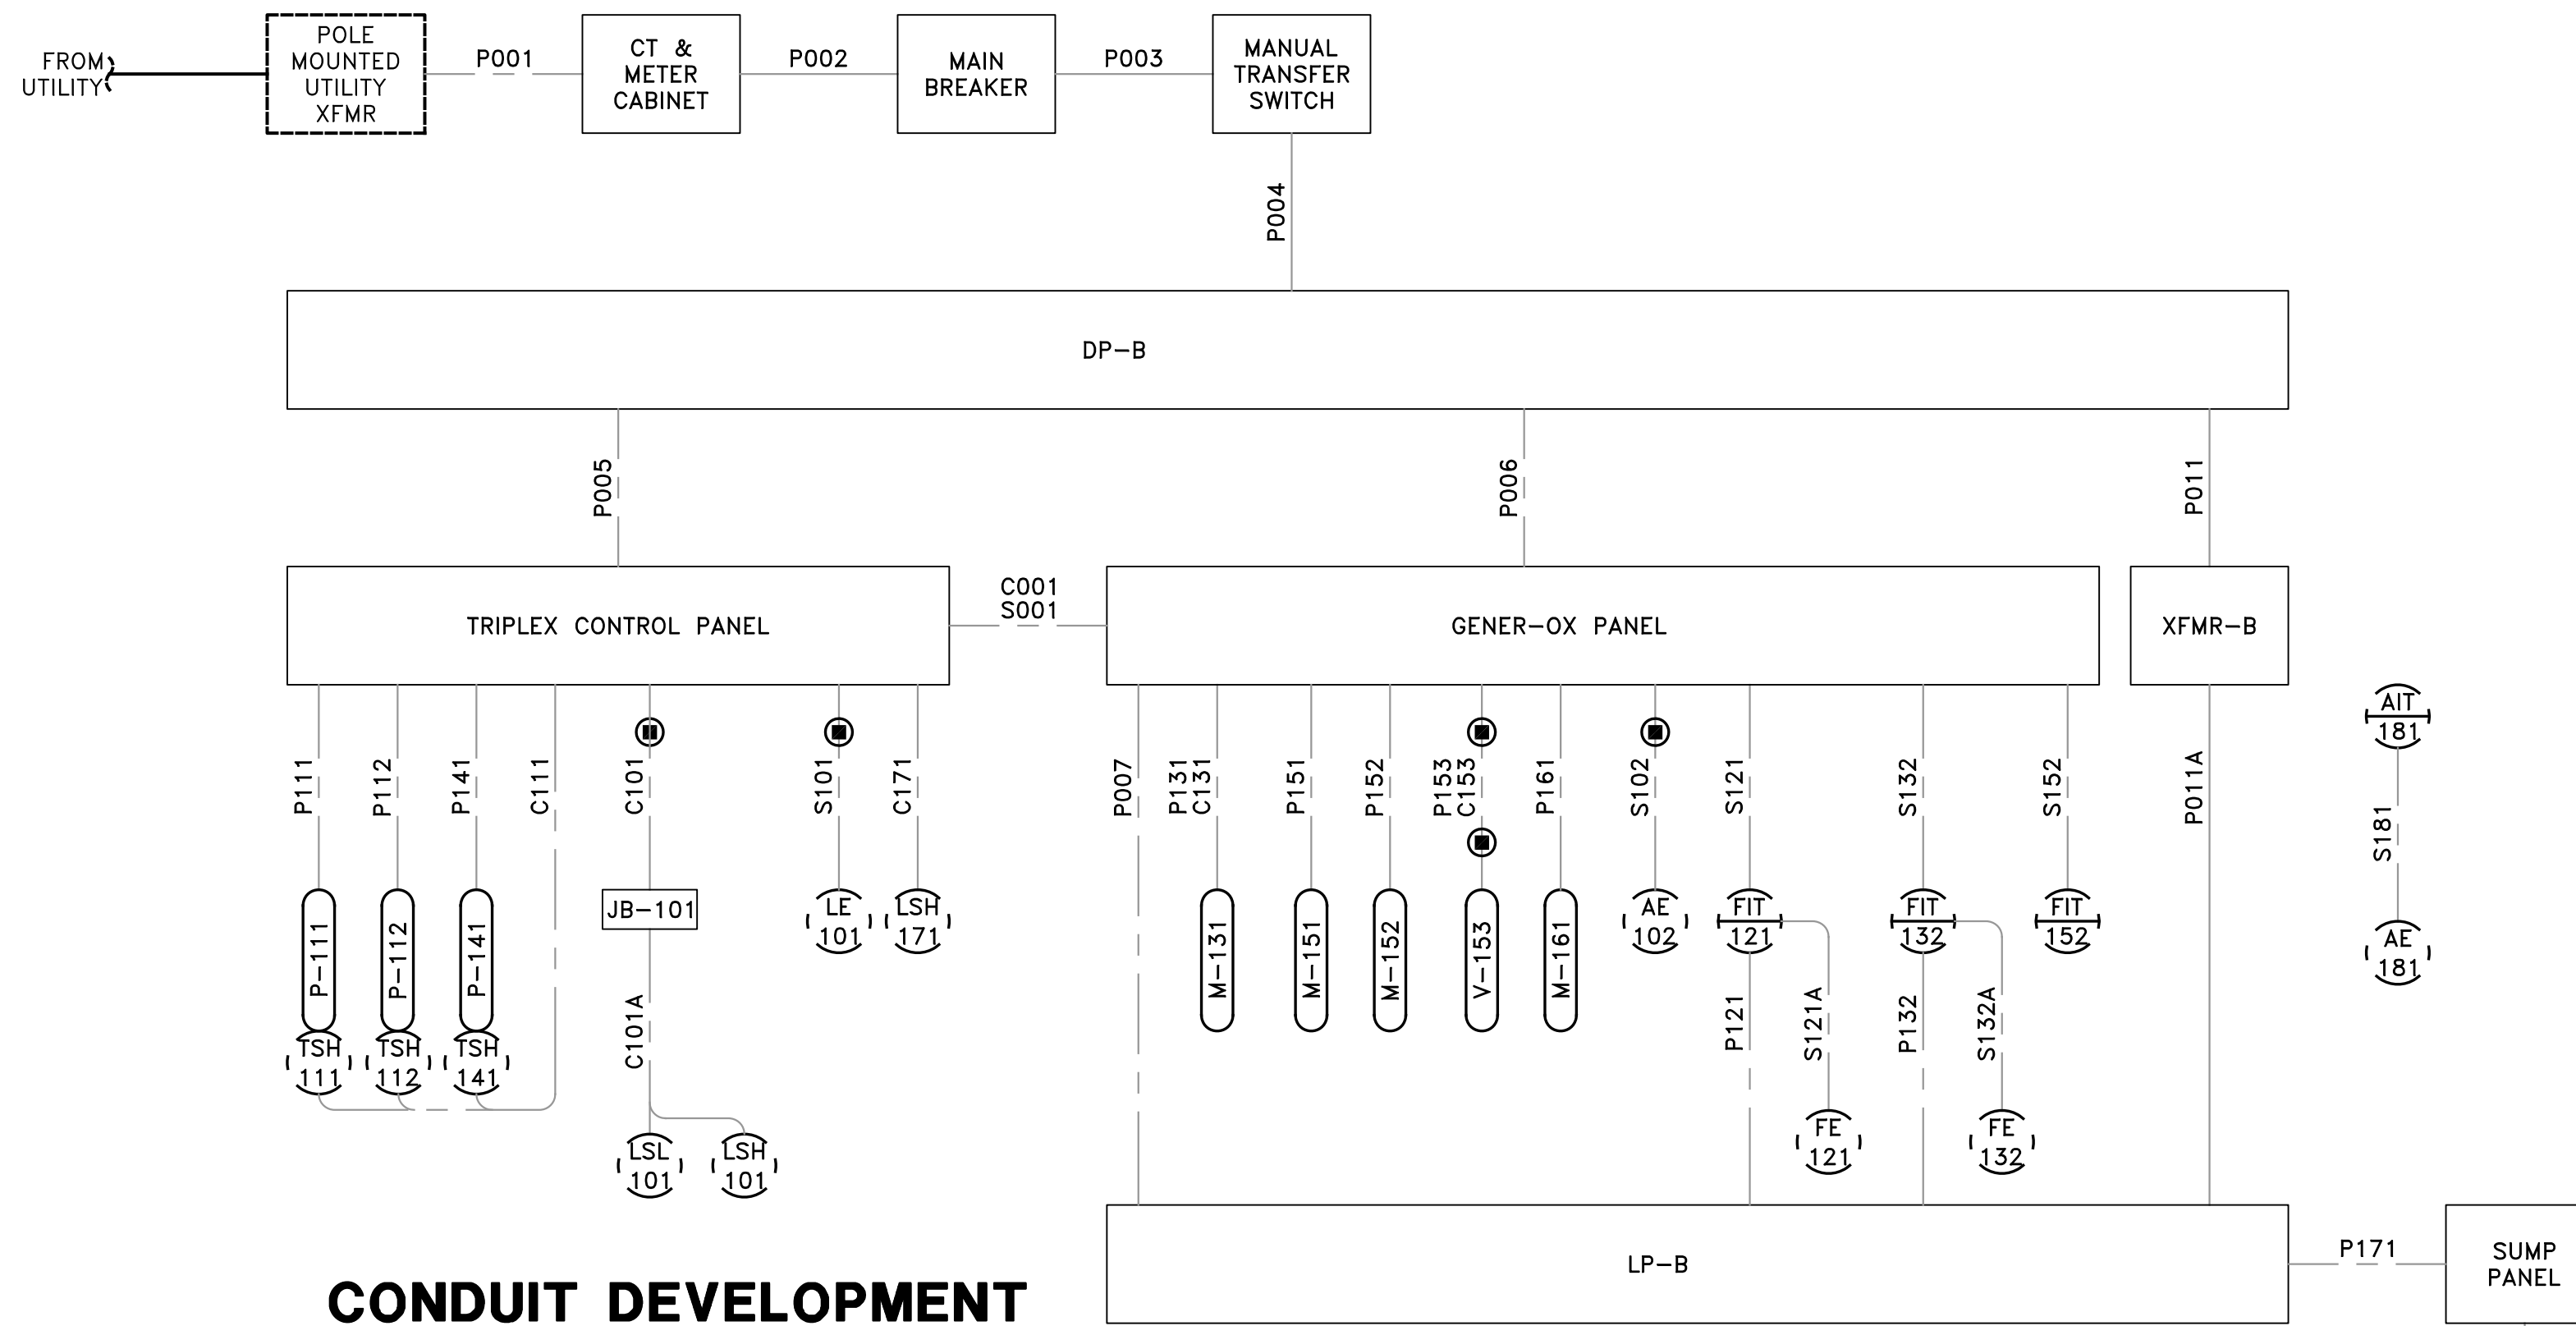 FROM
UTILITY
POLE
MOUNTED
UTILITY
XFMR
P001
CT &
METER
CABINET
P002
MAIN
BREAKER
P003
MANUAL
TRANSFER
SWITCH
P004
DP-B
P005
P006
P011
TRIPLEX CONTROL PANEL
C001
S001
GENER-OX PANEL
XFMR-B
P111
P112
P141
C111
C101
S101
C171
P007
P131
C131
P151
P152
P153
C153
P161
S102
S121
S132
S152
P011A
AIT
181
S181
AE
181
P-111
P-112
P-141
JB-101
LE
101
LSH
171
M-131
M-151
M-152
V-153
M-161
AE
102
FIT
121
FIT
132
FIT
152
TSH
111
TSH
112
TSH
141
C101A
P121
S121A
P132
S132A
LSL
101
LSH
101
FE
121
FE
132
LP-B
P171
SUMP
PANEL
CONDUIT DEVELOPMENT